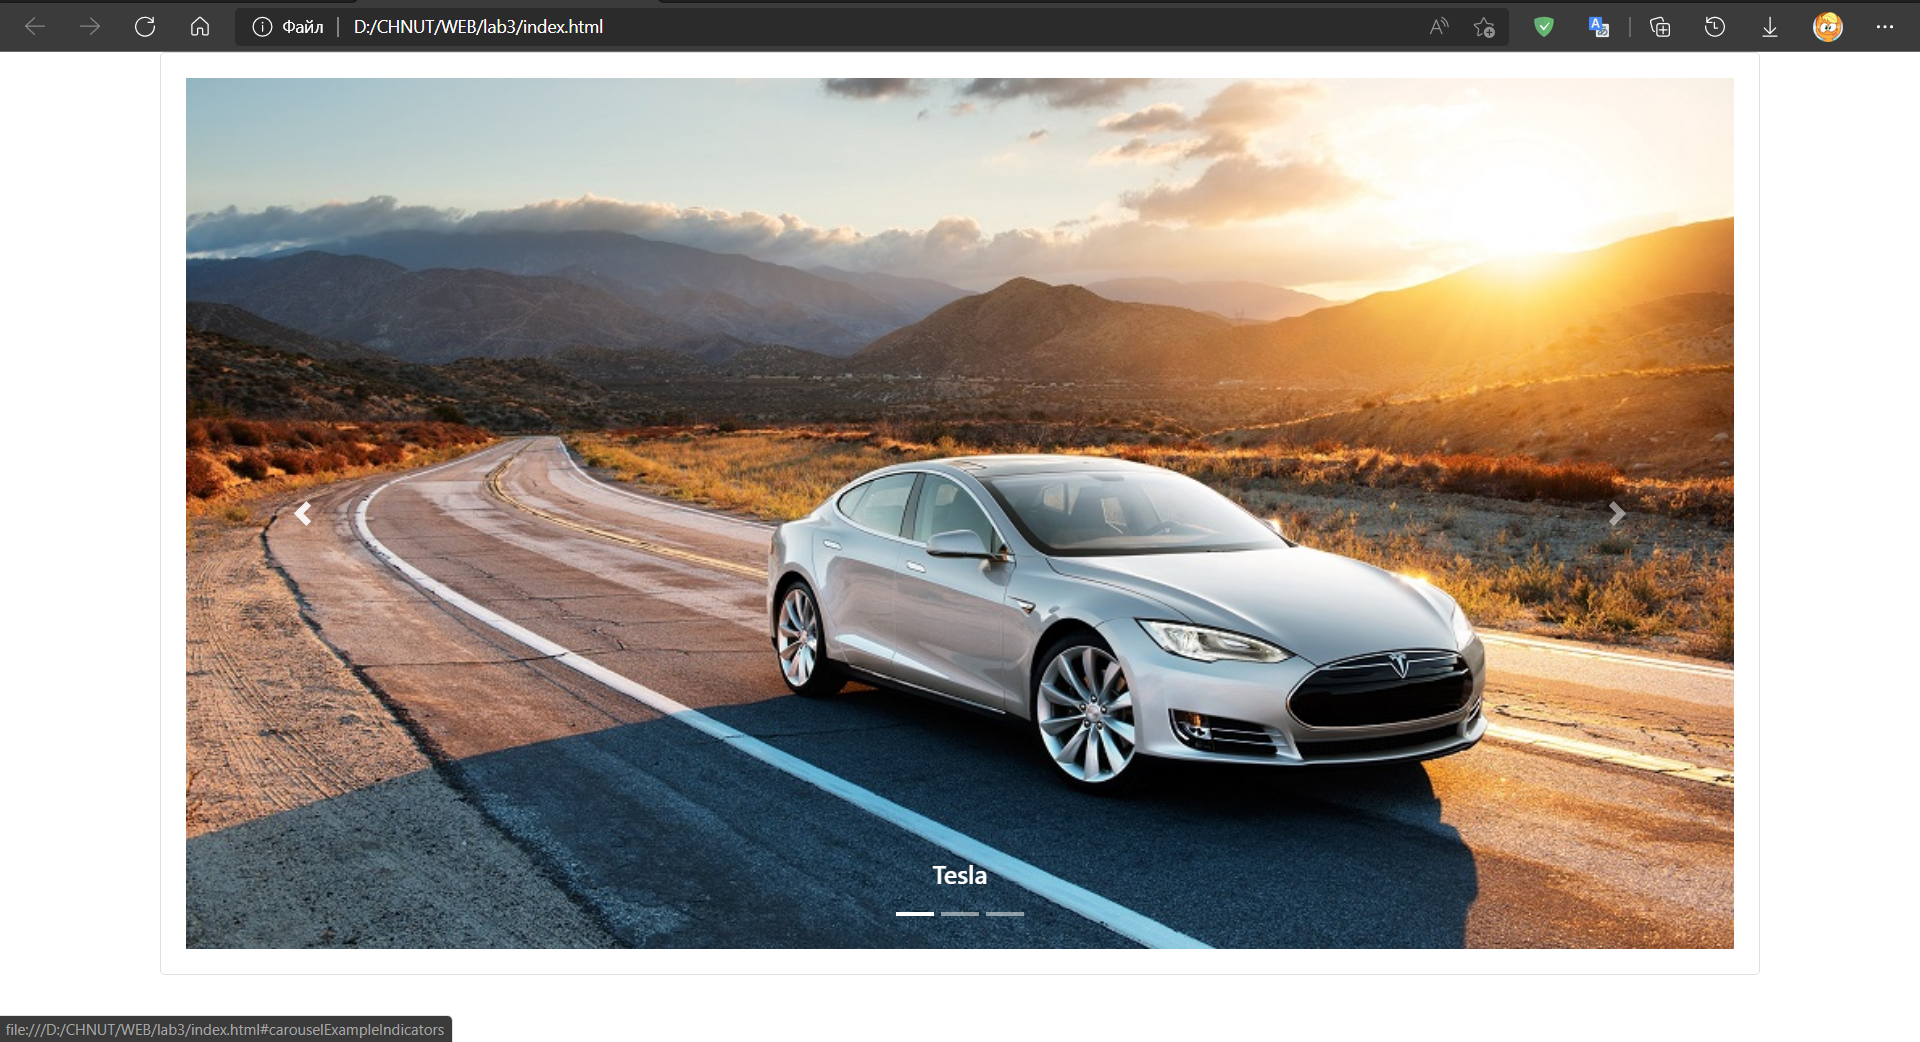 Файл
D:/CHNUT/WEB/lab3/index.html
Tesla
file:///D:/CHNUT/WEB/lab3/index.html#carouselExampleIndicators